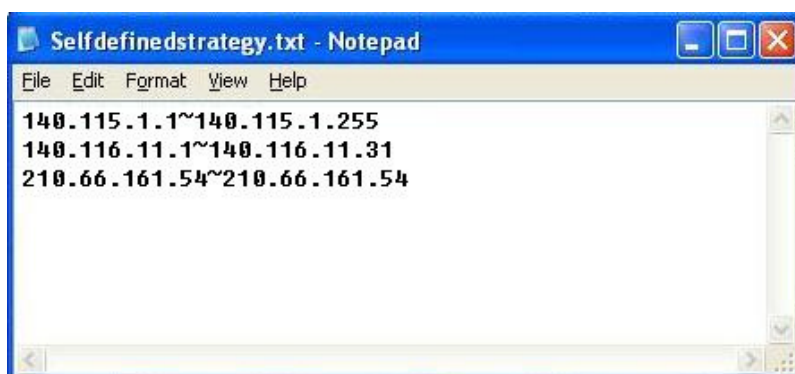 Selfdefinedstrategy.txt - Notepad
File Edit Format View Help
140.115.1.1~140.115.1.255
140.116.11.1~140.116.11.31
210.66.161.54~210.66.161.54